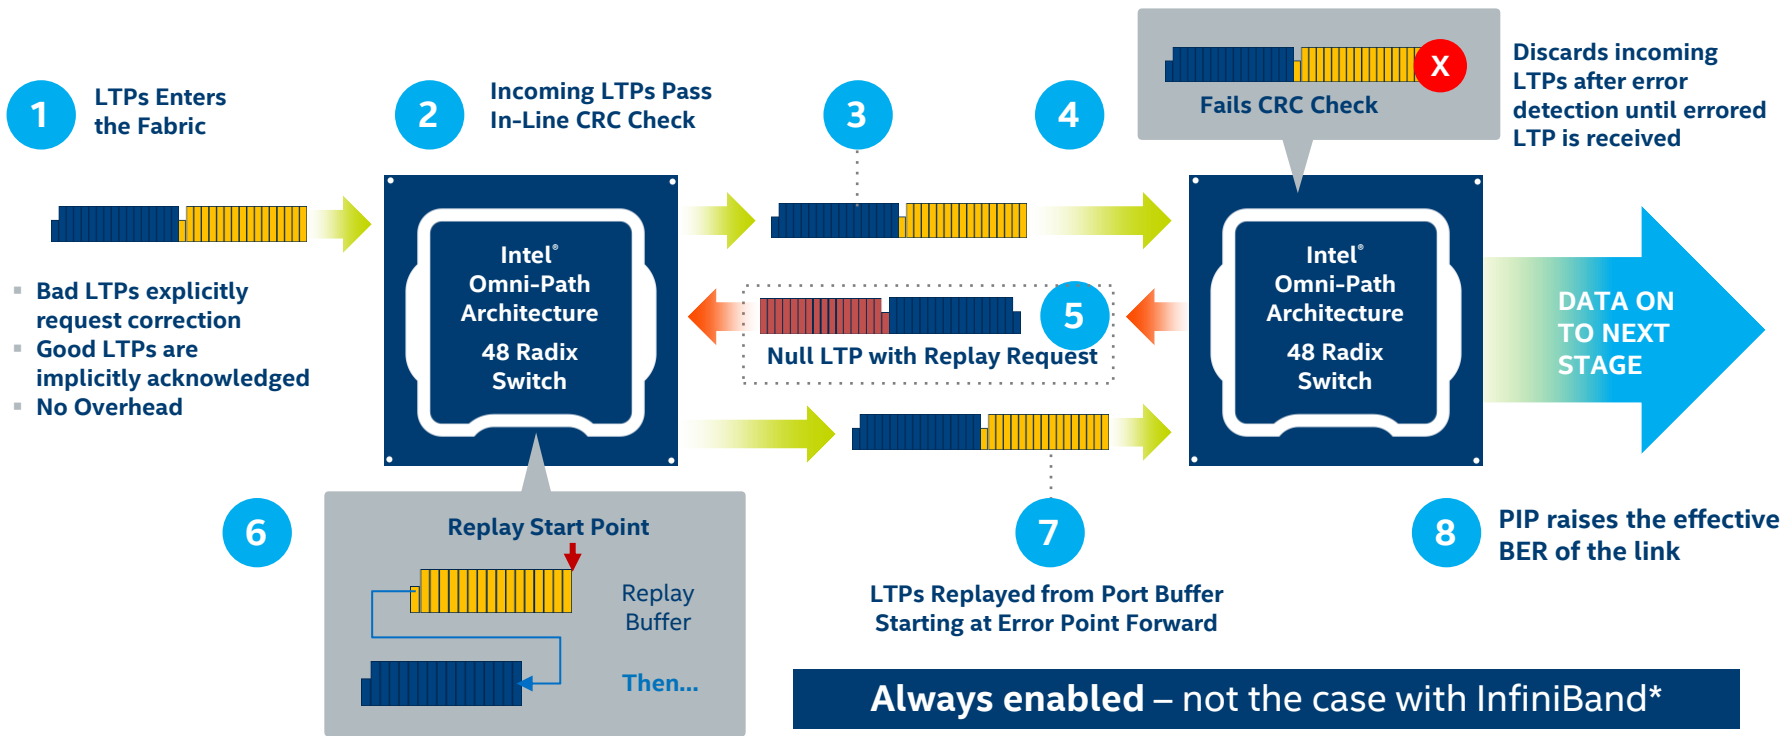 1
LTPs Enters
the Fabric
2
Incoming LTPs Pass
In-Line CRC Check
3
4
X
Fails CRC Check
Discards incoming
LTPs after error
detection until errored
LTP is received
▪ Bad LTPs explicitly
request correction
▪ Good LTPs are
implicitly acknowledged
▪ No Overhead
Intel®
Omni-Path
Architecture
48 Radix
Switch
5
Null LTP with Replay Request
Intel®
Omni-Path
Architecture
48 Radix
Switch
DATA ON
TO NEXT
STAGE
6
Replay Start Point
Replay
Buffer
Then...
7
LTPs Replayed from Port Buffer
Starting at Error Point Forward
8
PIP raises the effective
BER of the link
Always enabled – not the case with InfiniBand*